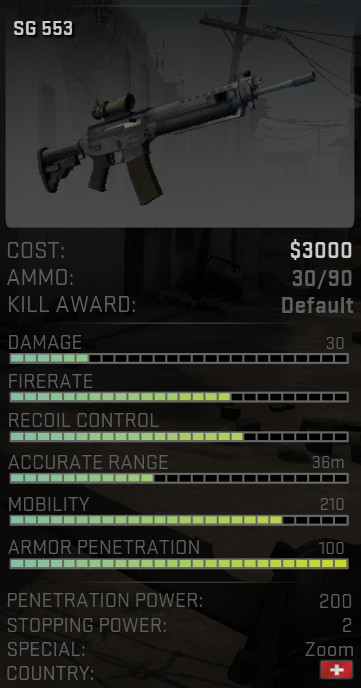 SG 553
COST: $3000
AMMO: 30/90
KILL AWARD: Default
DAMAGE 30
FIRERATE
RECOIL CONTROL
ACCURATE RANGE 36m
MOBILITY 210
ARMOR PENETRATION 100
PENETRATION POWER: 200
STOPPING POWER: 2
SPECIAL: Zoom
COUNTRY: